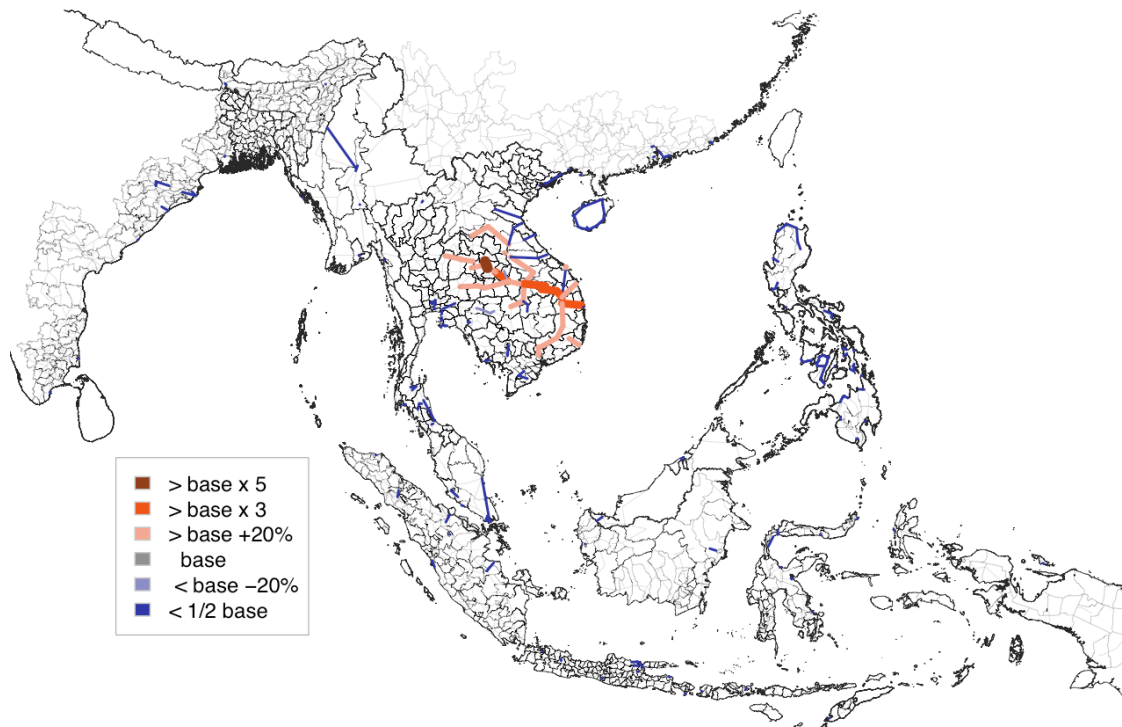 > base x 5
> base x 3
> base +20%
base
< base −20%
< 1/2 base